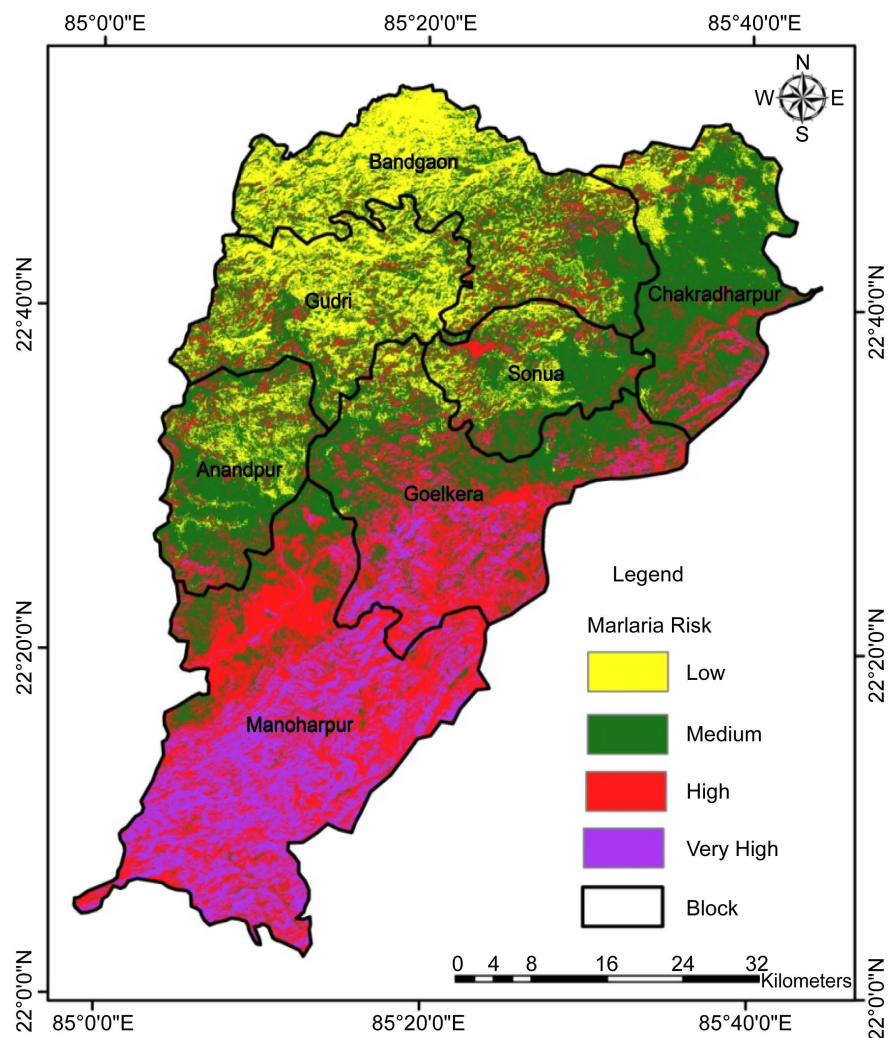 85°0'0"E 85°20'0"E 85°40'0"E
N
W E
S
Bandgaon
22°40'0"N
Gudri
Chakradharpur
22°40'0"N
Sonua
Anandpur
Goelkera
Legend
Marlaria Risk
22°20'0"N
22°20'0"N
Low
Manoharpur
Medium
High
Very High
Block
0 4 8 16 24 32
Kilometers
22°0'0"N
22°0'0"N
85°0'0"E 85°20'0"E 85°40'0"E